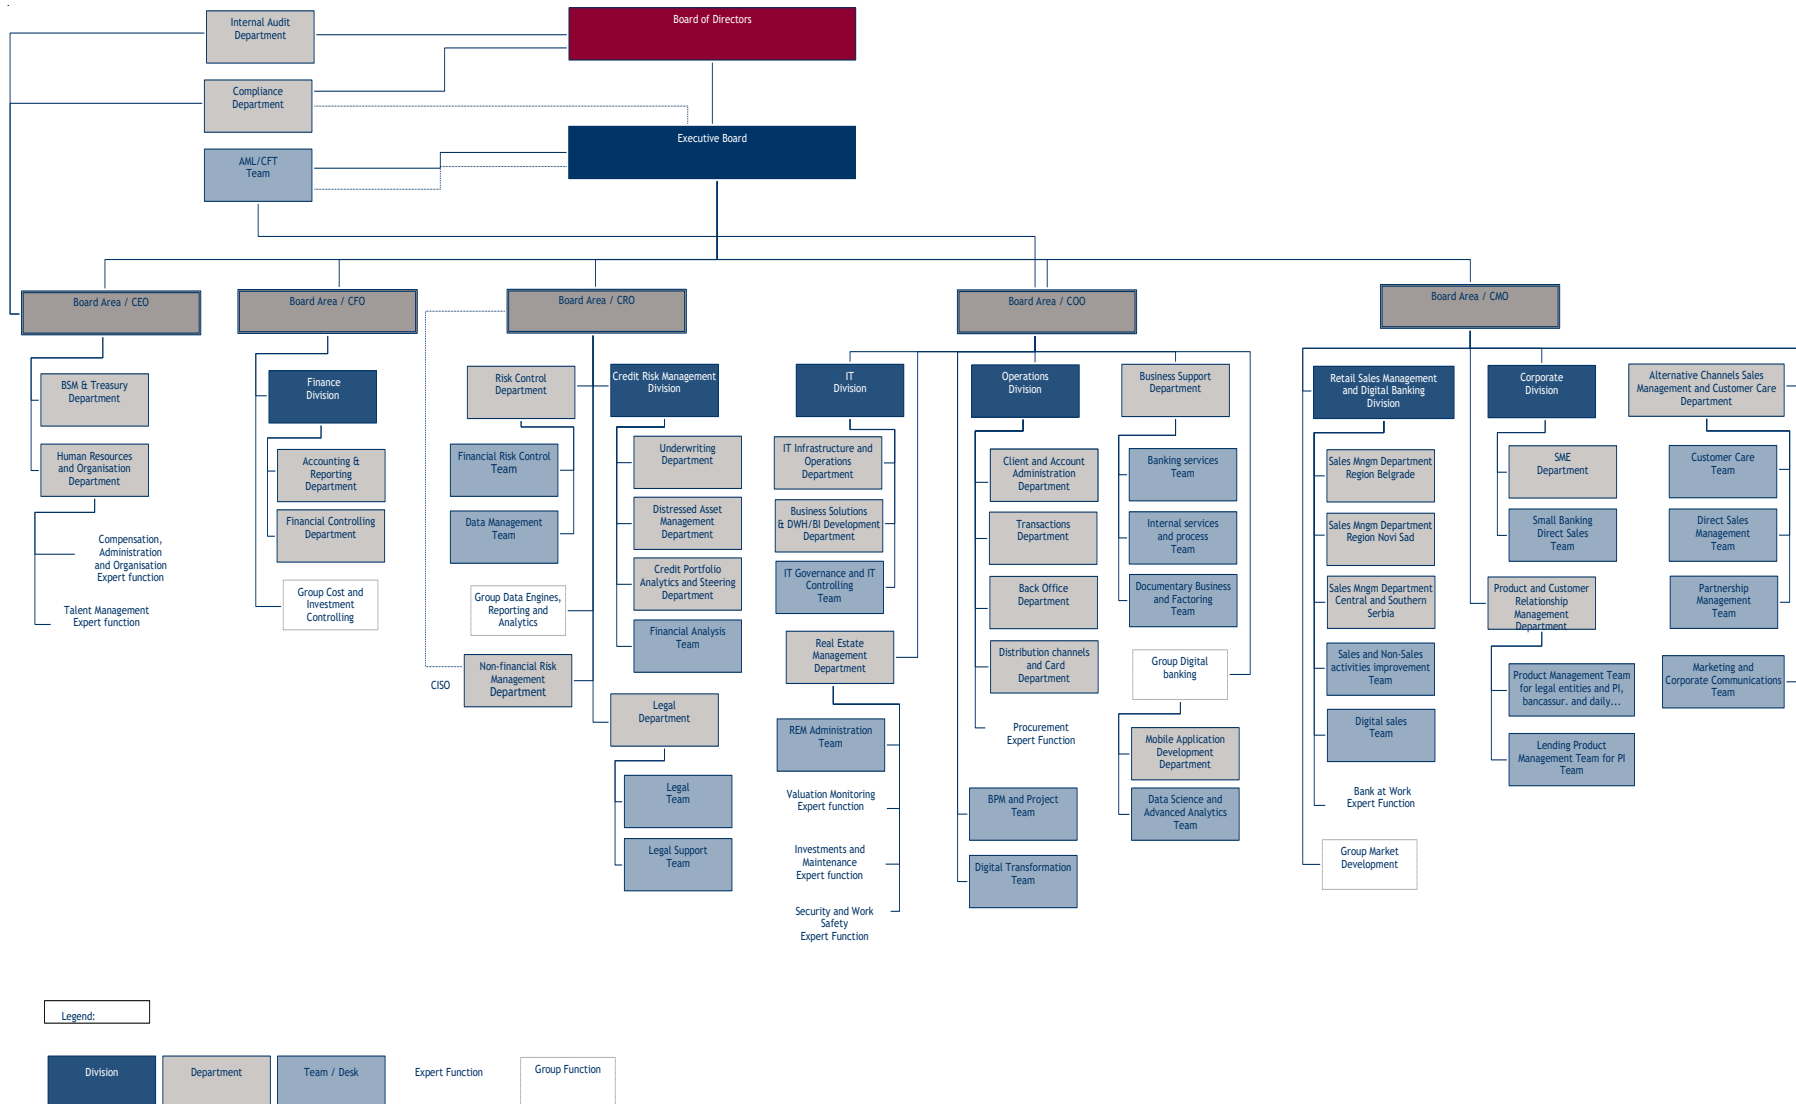 Internal Audit
Department
Board of Directors
Compliance
Department
Executive Board
AML/CFT
Team
Board Area / CEO
Board Area / CFO
Board Area / CRO
Board Area / COO
Board Area / CMO
BSM & Treasury
Department
Human Resources
and Organisation
Department
Compensation,
Administration
and Organisation
Expert function
Talent Management
Expert function
Finance
Division
Accounting &
Reporting
Department
Financial Controlling
Department
Group Cost and
Investment
Controlling
Risk Control
Department
Financial Risk Control
Team
Data Management
Team
Group Data Engines,
Reporting and
Analytics
Non-financial Risk
Management
Department
CISO
Credit Risk Management
Division
Underwriting
Department
Distressed Asset
Management
Department
Credit Portfolio
Analytics and Steering
Department
Financial Analysis
Team
Legal
Department
Legal
Team
Legal Support
Team
IT
Division
IT Infrastructure and
Operations
Department
Business Solutions
& DWH/BI Development
Department
IT Governance and IT
Controlling
Team
Real Estate
Management
Department
REM Administration
Team
Valuation Monitoring
Expert function
Investments and
Maintenance
Expert function
Security and Work
Safety
Expert Function
Operations
Division
Client and Account
Administration
Department
Transactions
Department
Back Office
Department
Distribution channels
and Card
Department
Procurement
Expert Function
BPM and Project
Team
Digital Transformation
Team
Business Support
Department
Banking services
Team
Internal services
and process
Team
Documentary Business
and Factoring
Team
Group Digital
banking
Mobile Application
Development
Department
Data Science and
Advanced Analytics
Team
Retail Sales Management
and Digital Banking
Division
Sales Mngm Department
Region Belgrade
Sales Mngm Department
Region Novi Sad
Sales Mngm Department
Central and Southern
Serbia
Sales and Non-Sales
activities improvement
Team
Digital sales
Team
Bank at Work
Expert Function
Group Market
Development
Corporate
Division
SME
Department
Small Banking
Direct Sales
Team
Product and Customer
Relationship
Management
Department
Product Management Team
for legal entities and PI,
bancassur. and daily...
Lending Product
Management Team for PI
Team
Alternative Channels Sales
Management and Customer Care
Department
Customer Care
Team
Direct Sales
Management
Team
Partnership
Management
Team
Marketing and
Corporate Communications
Team
Legend:
Division
Department
Team / Desk
Expert Function
Group Function